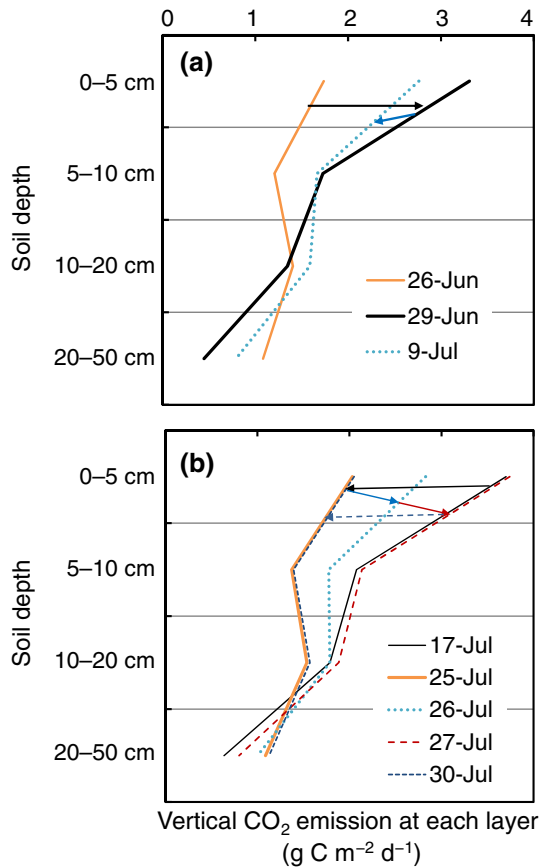 0 1 2 3 4
(a)
0–5 cm
5–10 cm
10–20 cm
20–50 cm
Soil depth
26-Jun
29-Jun
9-Jul
(b)
0–5 cm
5–10 cm
10–20 cm
20–50 cm
Soil depth
17-Jul
25-Jul
26-Jul
27-Jul
30-Jul
Vertical CO₂ emission at each layer
(g C m⁻² d⁻¹)